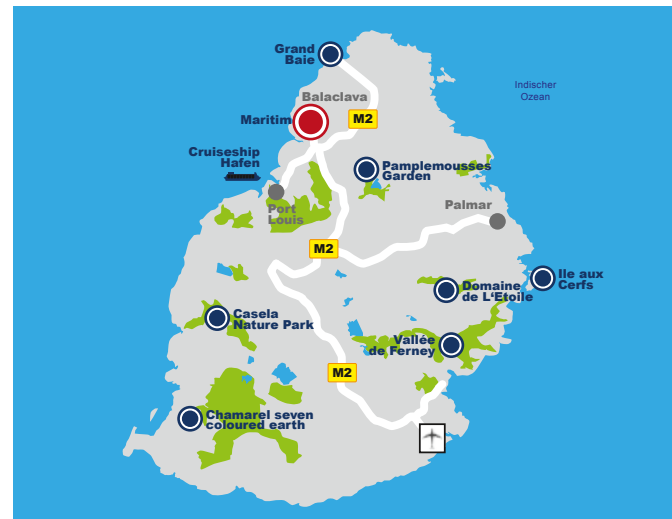 Grand
Baie
Indischer
Ozean
Balaclava
Maritim
M2
Cruiseship
Hafen
Pamplemousses
Garden
Port
Louis
Palmar
M2
Ile aux
Cerfs
Domaine
de L‘Etoile
Casela
Nature Park
Vallée
de Ferney
M2
Chamarel seven
coloured earth